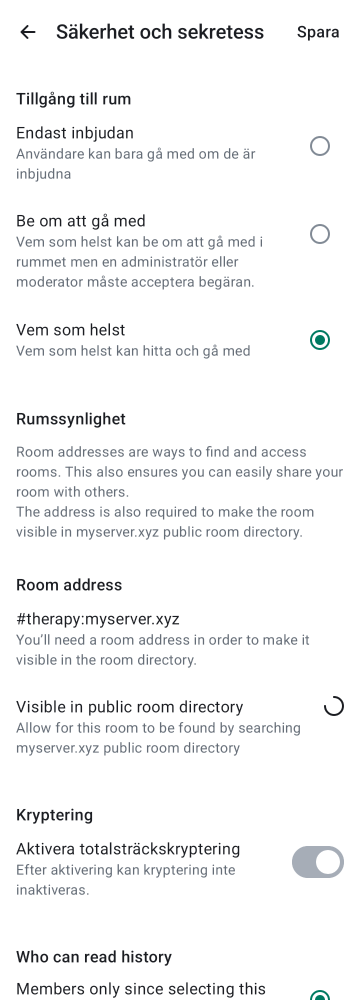 Säkerhet och sekretess
Spara
Tillgång till rum
Endast inbjudan
Användare kan bara gå med om de är
inbjudna
Be om att gå med
Vem som helst kan be om att gå med i
rummet men en administratör eller
moderator måste acceptera begäran.
Vem som helst
Vem som helst kan hitta och gå med
Rumssynlighet
Room addresses are ways to find and access
rooms. This also ensures you can easily share your
room with others.
The address is also required to make the room
visible in myserver.xyz public room directory.
Room address
#therapy:myserver.xyz
You’ll need a room address in order to make it
visible in the room directory.
Visible in public room directory
Allow for this room to be found by searching
myserver.xyz public room directory
Kryptering
Aktivera totalsträckskryptering
Efter aktivering kan kryptering inte
inaktiveras.
Who can read history
Members only since selecting this